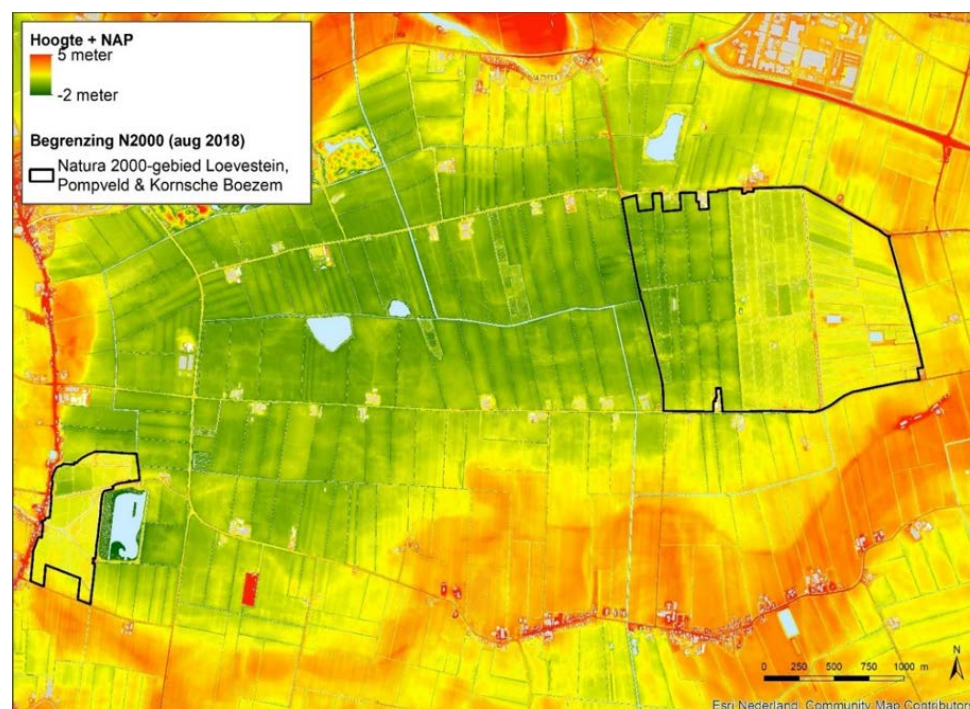 Hoogte + NAP
5 meter
-2 meter
Begrenzing N2000 (aug 2018)
Natura 2000-gebied Loevestein,
Pompveld & Kornsche Boezem
N
0 250 500 750 1000 m
Esri Nederland, Community Map Contributors